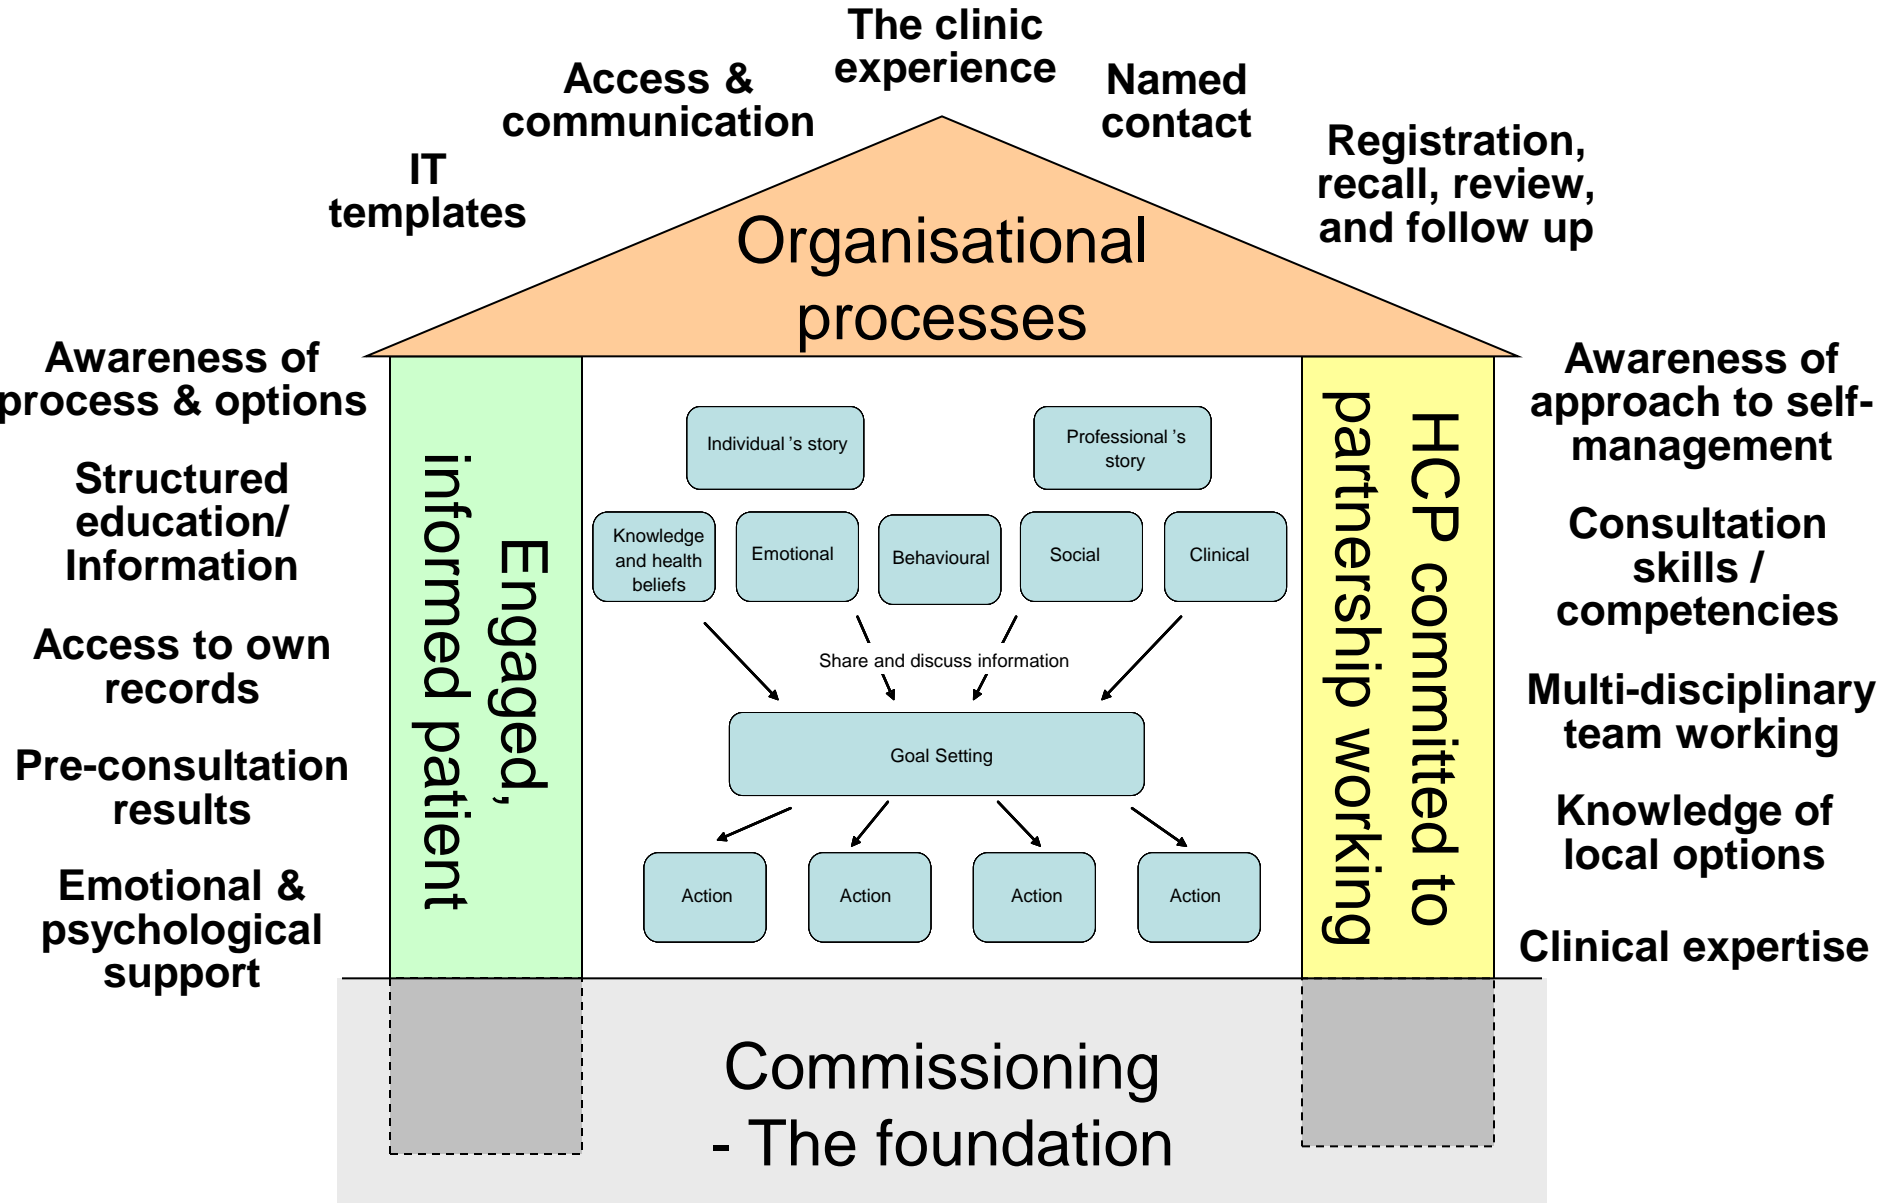 The clinic
experience
Access &
communication
Named
contact
IT
templates
Registration,
recall, review,
and follow up
Organisational
processes
Awareness of
process & options
Structured
education/
Information
Access to own
records
Pre-consultation
results
Emotional &
psychological
support
Engaged,
informed patient
Individual 's story
Professional 's
story
Knowledge
and health
beliefs
Emotional
Behavioural
Social
Clinical
Share and discuss information
Goal Setting
Action
Action
Action
Action
HCP committed to
partnership working
Awareness of
approach to self-
management
Consultation
skills /
competencies
Multi-disciplinary
team working
Knowledge of
local options
Clinical expertise
Commissioning
- The foundation